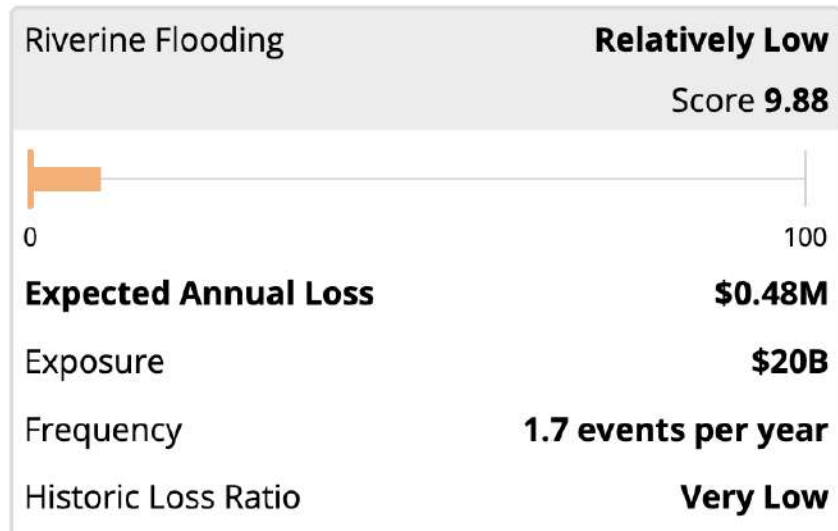 Riverine Flooding Relatively Low
Score 9.88
0 100
Expected Annual Loss $0.48M
Exposure $20B
Frequency 1.7 events per year
Historic Loss Ratio Very Low